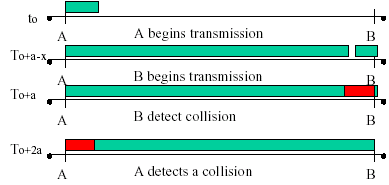 to
A
A begins transmission
B
To+a-x
A
B begins transmission
B
To+a
A
B detect collision
B
To+2a
A
A detects a collision
B